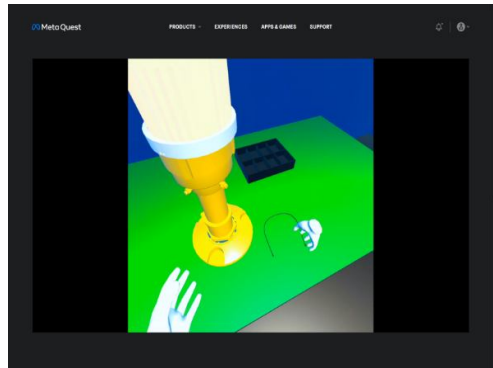 Meta Quest
PRODUCTS
EXPERIENCES
APPS & GAMES
SUPPORT